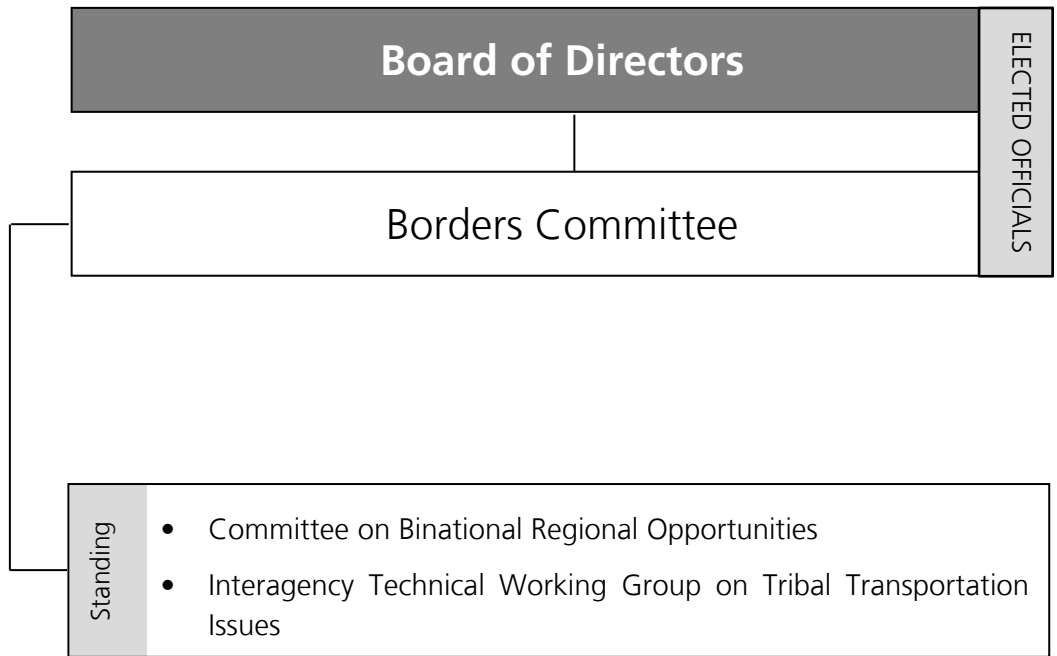 Board of Directors
ELECTED OFFICIALS
Borders Committee
Standing
• Committee on Binational Regional Opportunities
• Interagency Technical Working Group on Tribal Transportation
Issues